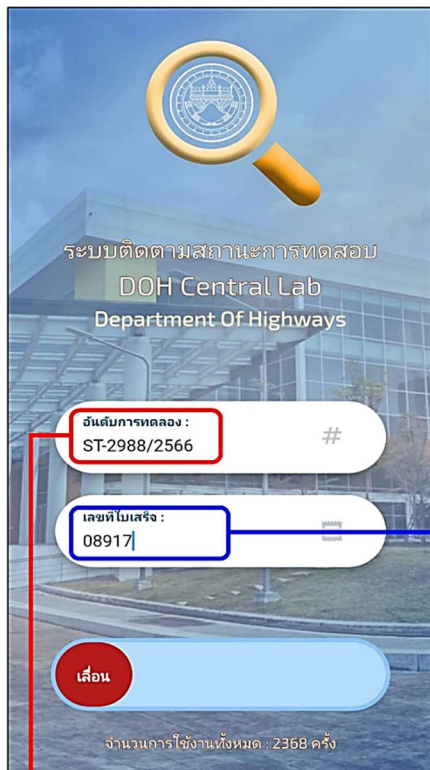 ระบบติดตามสถานะการทดสอบ
DOH Central Lab
Department Of Highways
อันดับการทดลอง :
ST-2988/2566
#
เลขที่ใบเสร็จ :
08917
เลื่อน
จำนวนการใช้งานทั้งหมด : 2368 ครั้ง